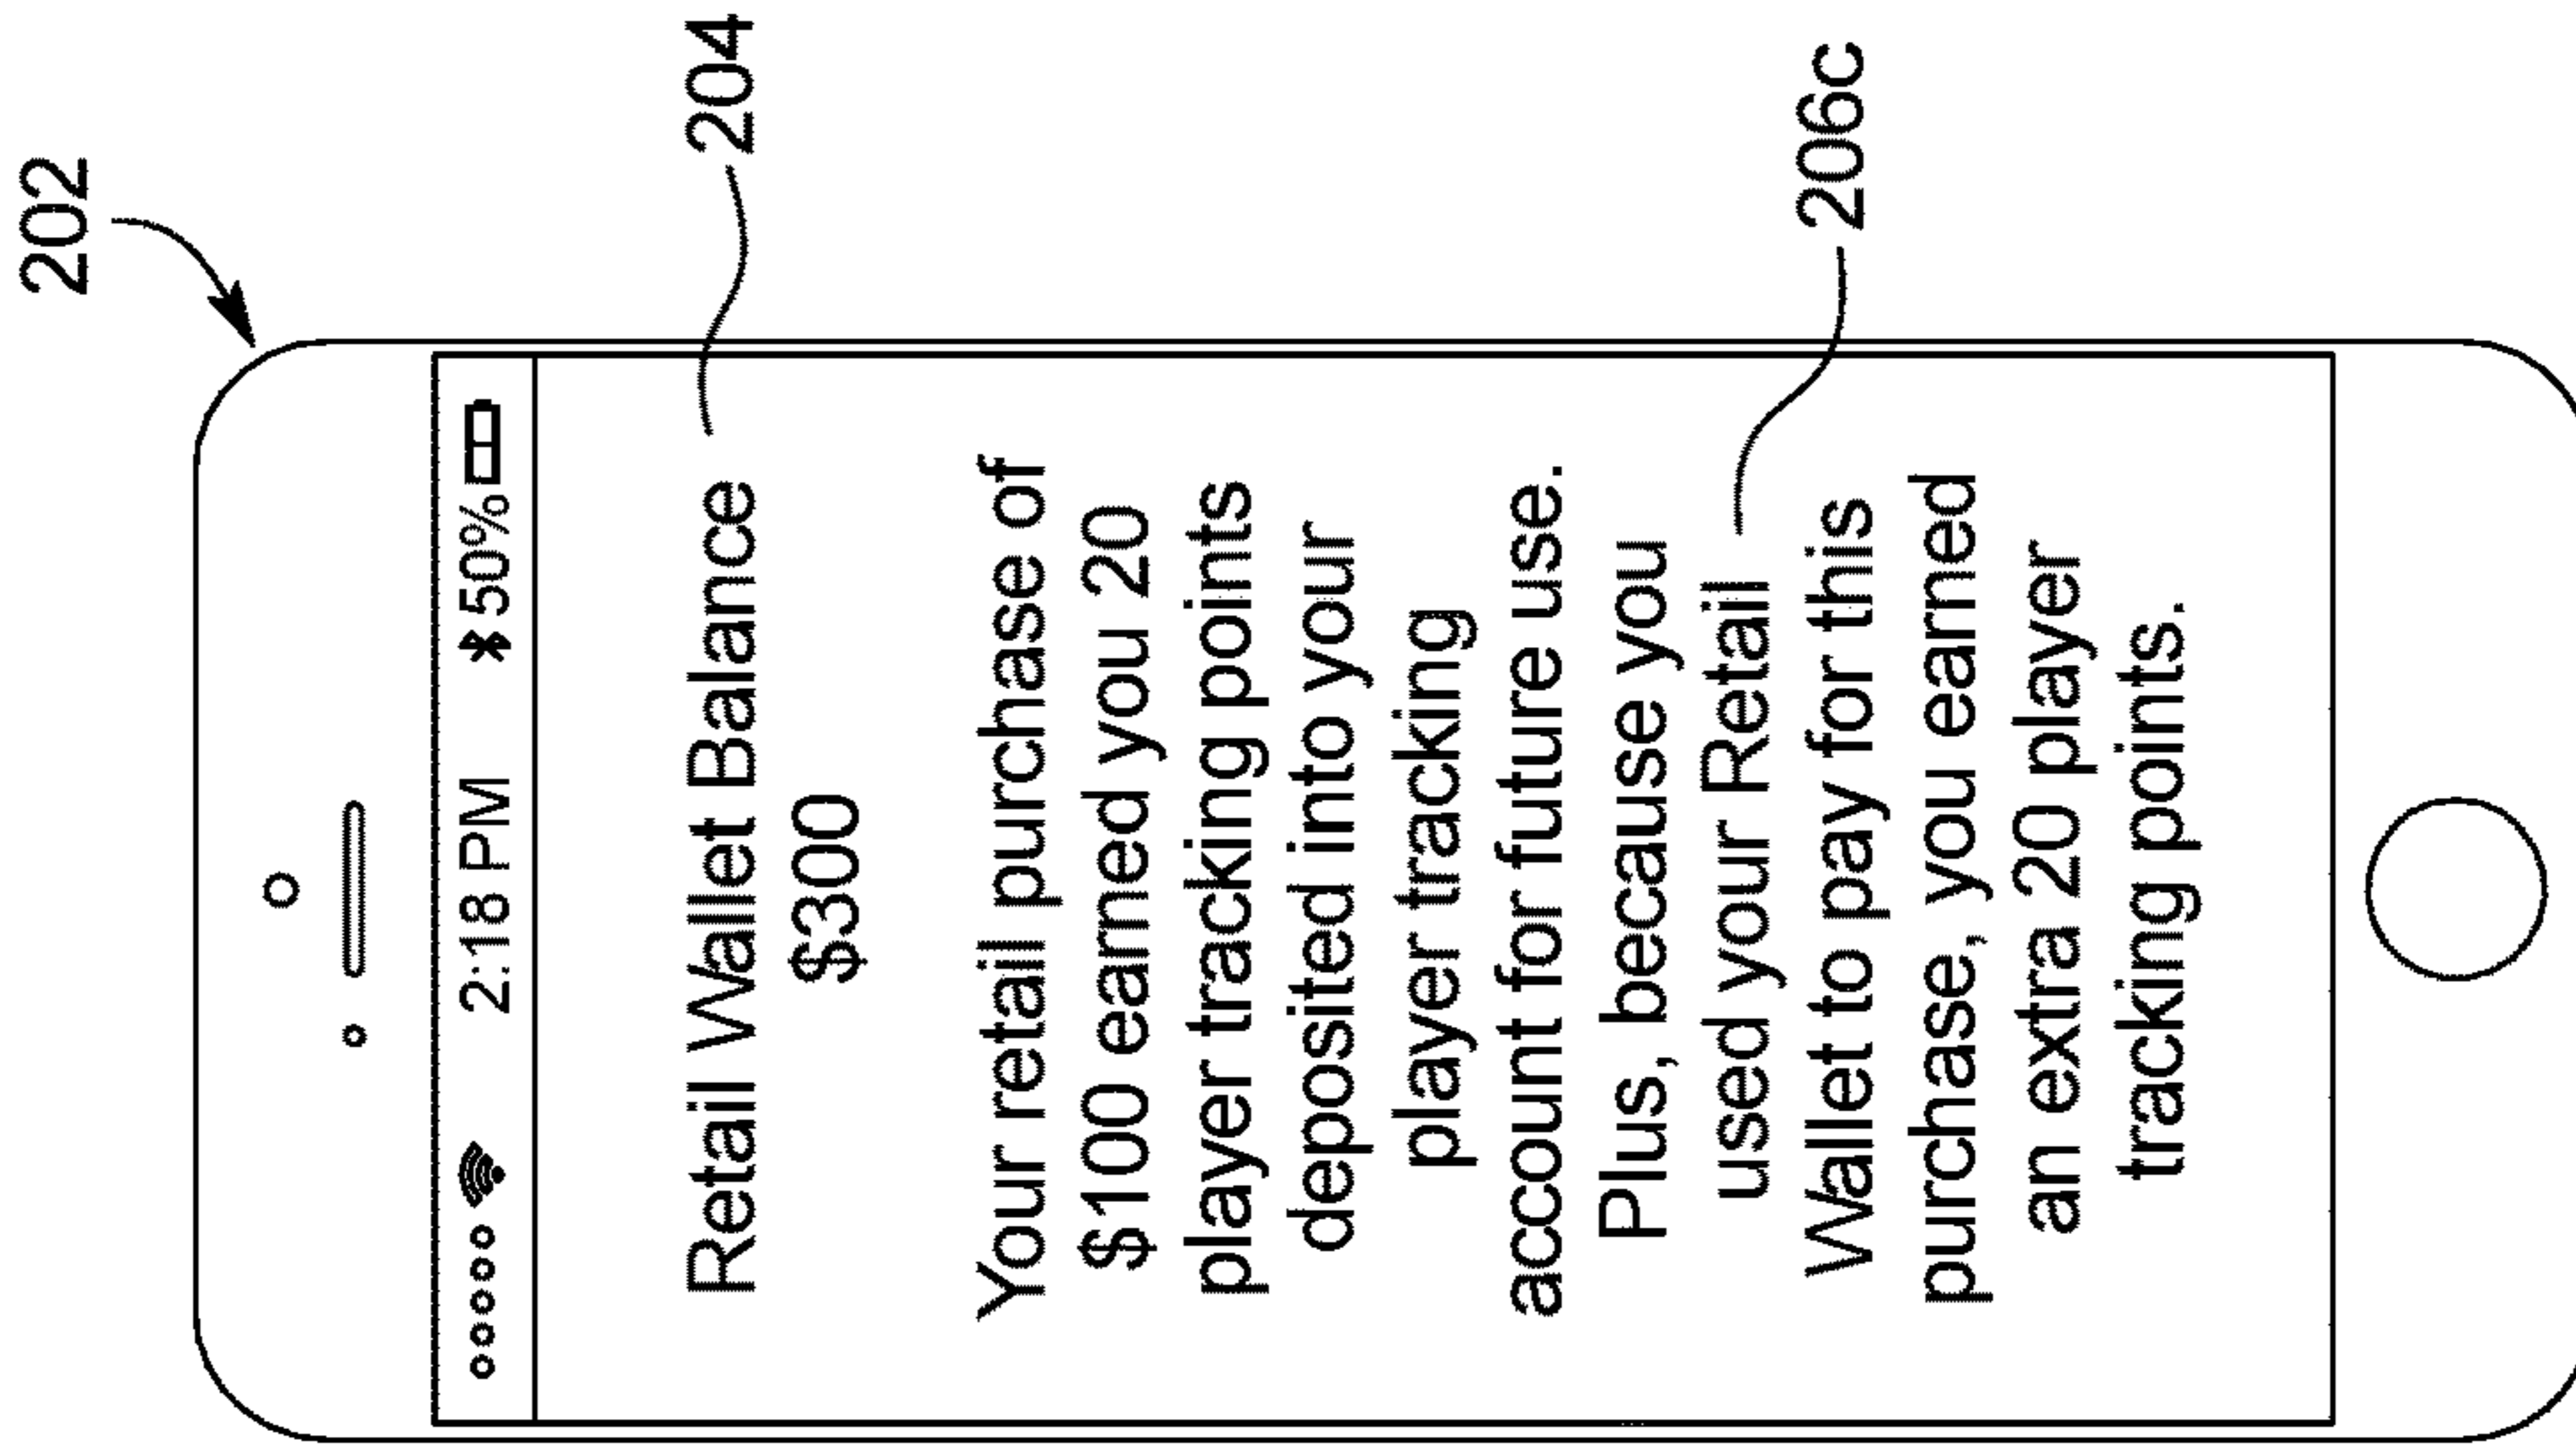 202
2:18 PM 50%
Retail Wallet Balance
204
$300
Your retail purchase of
$100 earned you 20
player tracking points
deposited into your
player tracking
account for future use.
Plus, because you
used your Retail
206c
Wallet to pay for this
purchase, you earned
an extra 20 player
tracking points.